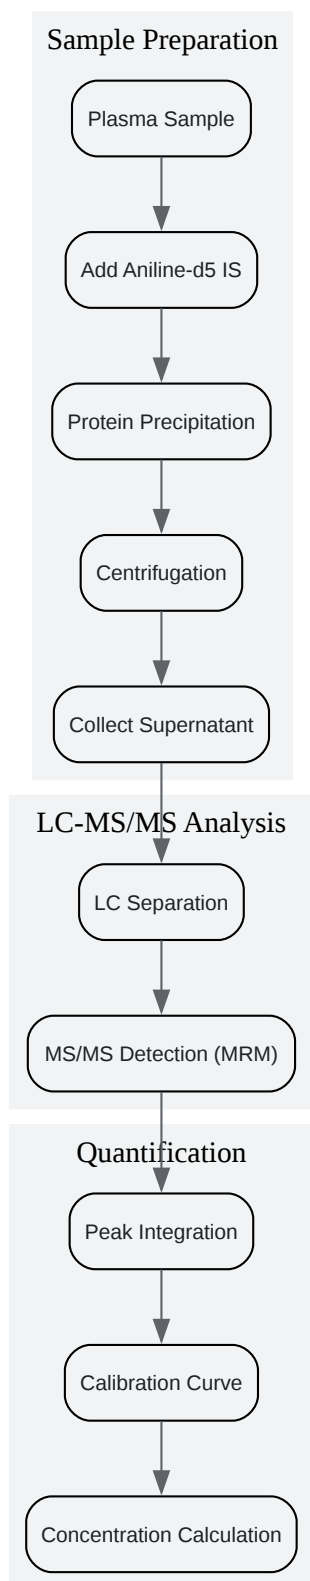 Sample Preparation
Plasma Sample
Add Aniline-d5 IS
Protein Precipitation
Centrifugation
Collect Supernatant
LC-MS/MS Analysis
LC Separation
MS/MS Detection (MRM)
Quantification
Peak Integration
Calibration Curve
Concentration Calculation